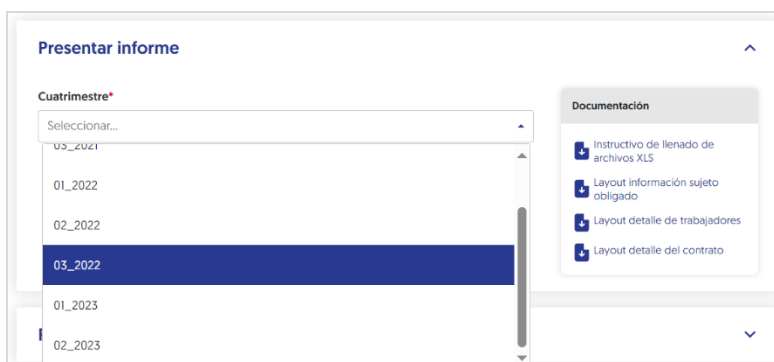 Presentar informe
Cuatrimestre*
Seleccionar...
03_2021
01_2022
02_2022
03_2022
01_2023
02_2023
Documentación
Instructivo de llenado de
archivos XLS
Layout información sujeto
obligado
Layout detalle de trabajadores
Layout detalle del contrato